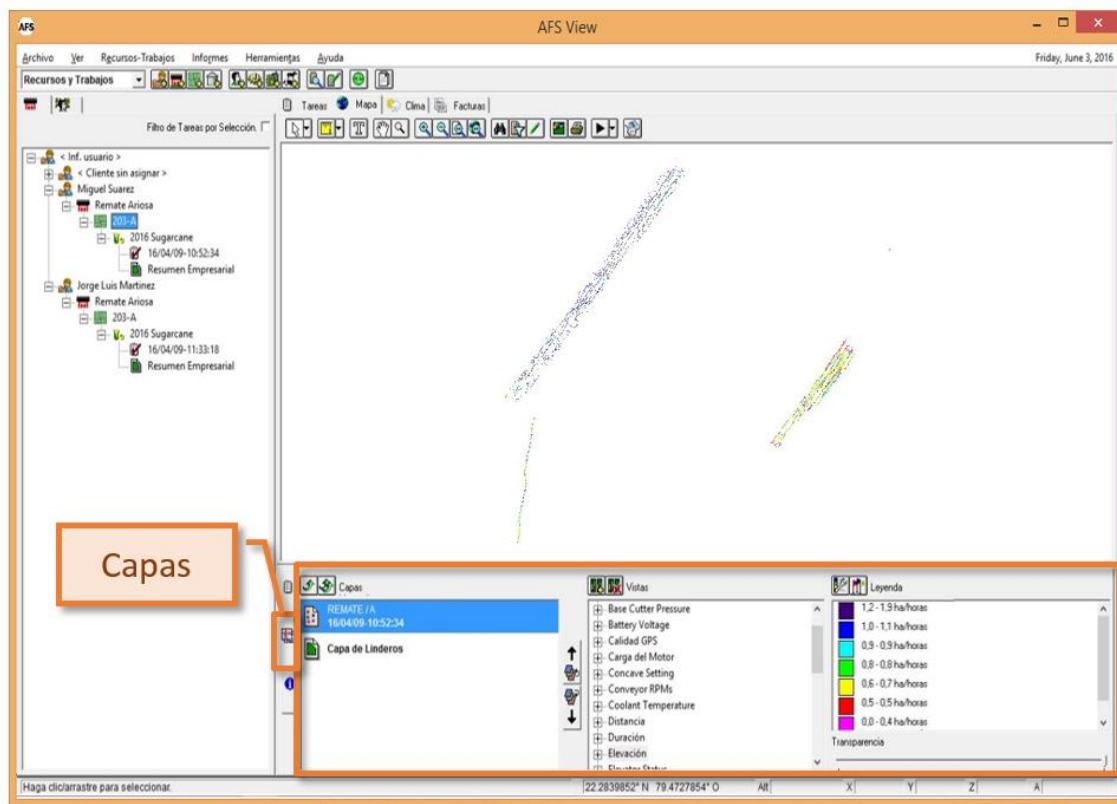 AFS
AFS View
Archivo Ver Recursos-Trabajos Informes Herramientas Ayuda
Friday, June 3, 2016
Recursos y Trabajos
Tareas Mapa Clima Facturas
Filtro de Tareas por Selección.
< Inf. usuario >
< Cliente sin asignar >
Miguel Suarez
Remate Ariosa
203-A
2016 Sugarcane
16/04/09-10:52:34
Resumen Empresarial
Jorge Luis Martinez
Remate Ariosa
203-A
2016 Sugarcane
16/04/09-11:33:18
Resumen Empresarial
Capas
Capas
REMATE / A
16/04/09-10:52:34
Capa de Linderos
Vistas
Base Cutter Pressure
Battery Voltage
Calidad GPS
Carga del Motor
Concave Setting
Conveyor RPMs
Coolant Temperature
Distancia
Duración
Elevación
Elevator Status
Leyenda
1,2 - 1,9 ha/horas
1,0 - 1,1 ha/horas
0,9 - 0,9 ha/horas
0,8 - 0,8 ha/horas
0,6 - 0,7 ha/horas
0,5 - 0,5 ha/horas
0,0 - 0,4 ha/horas
Transparencia
Haga clic/arrastre para seleccionar.
22.2839852° N 79.4727854° O Alt X Y Z A